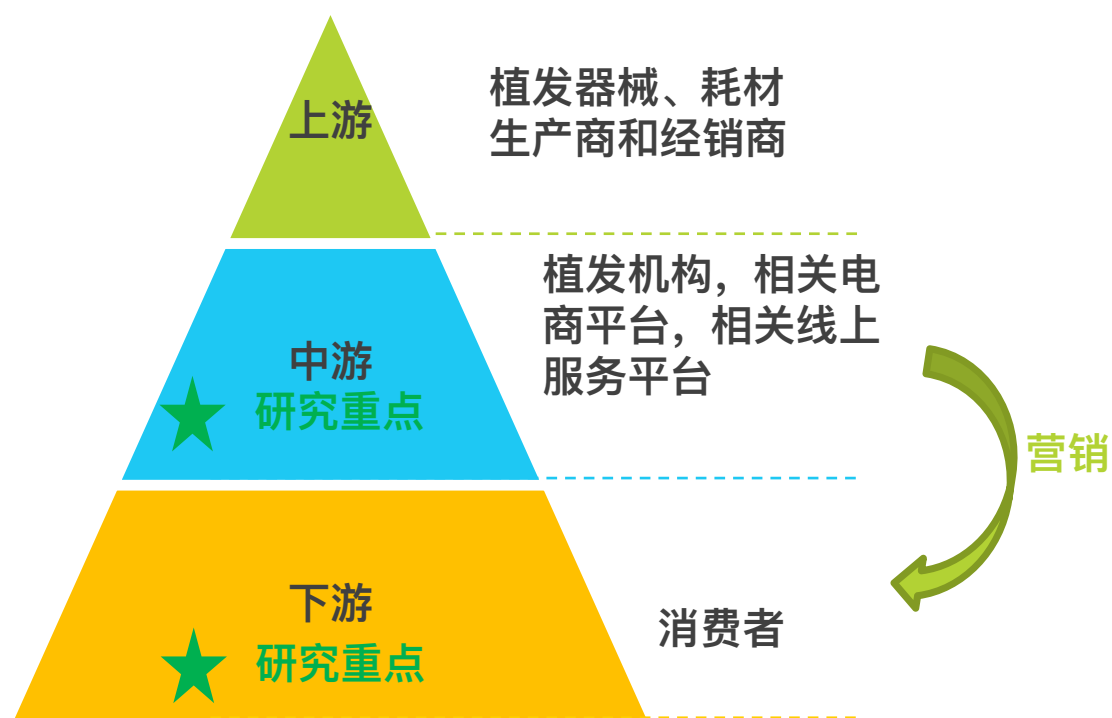 上游
植发器械、耗材
生产商和经销商
中游
研究重点
植发机构，相关电
商平台，相关线上
服务平台
营销
下游
研究重点
消费者